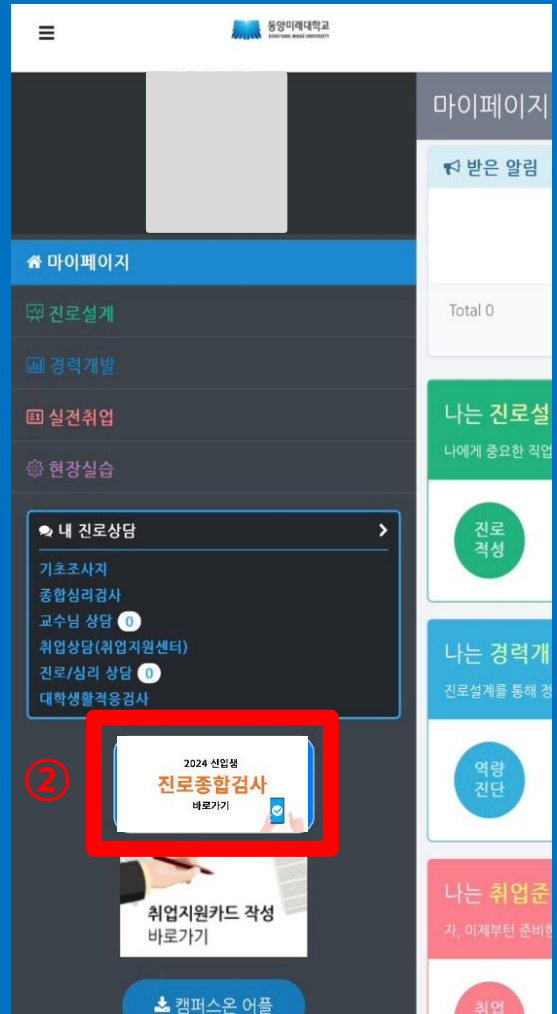 동양미래대학교
DONGYANG MIRAE UNIVERSITY
마이페이지
진로설계
경력개발
실전취업
현장실습
내 진로상담
기초조사지
종합심리검사
교수님 상담 0
취업상담(취업지원센터)
진로/심리 상담 0
대학생활적응검사
②
2024 신입생
진로종합검사
바로가기
취업지원카드 작성
바로가기
캠퍼스온 어플
마이페이지
받은 알림
Total 0
나는 진로설
나에게 중요한 직업
진로
적성
나는 경력개
진로설계를 통해 정
역량
진단
나는 취업준
자, 이제부턴 준비한
취업